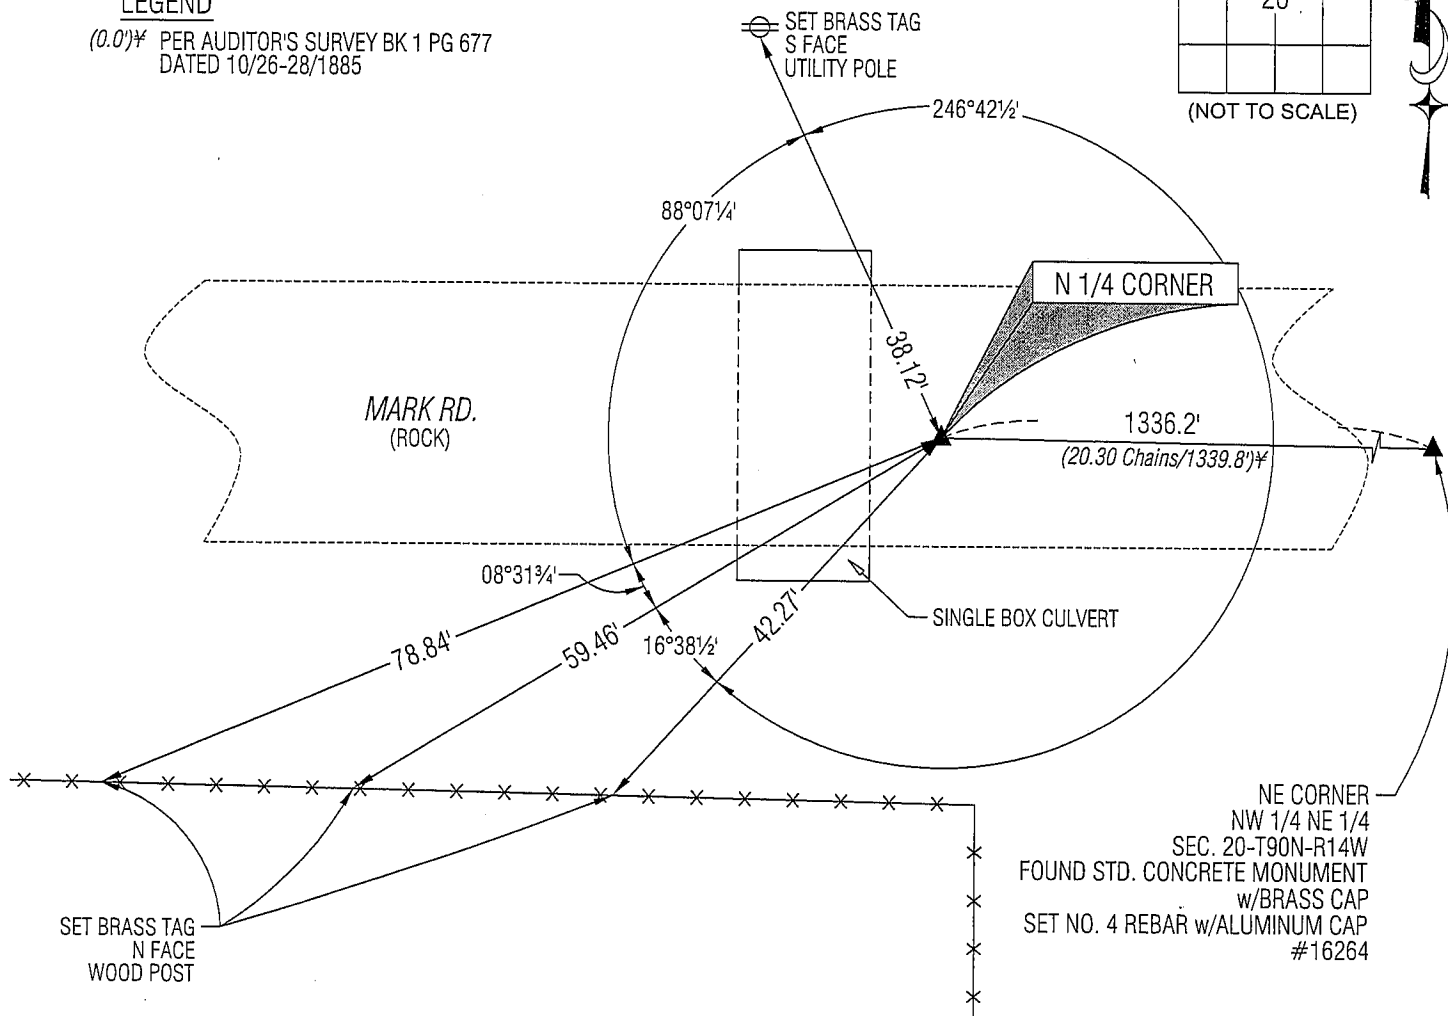 LEGEND
(0.0')¥ PER AUDITOR'S SURVEY BK 1 PG 677
DATED 10/26-28/1885
SET BRASS TAG
S FACE
UTILITY POLE
20
(NOT TO SCALE)
246°42½'
88°07¼'
N 1/4 CORNER
38.12'
MARK RD.
(ROCK)
1336.2'
(20.30 Chains/1339.8')¥
08°31¾'
78.84'
59.46'
16°38½'
42.27'
SINGLE BOX CULVERT
NE CORNER
NW 1/4 NE 1/4
SEC. 20-T90N-R14W
FOUND STD. CONCRETE MONUMENT
w/BRASS CAP
SET NO. 4 REBAR w/ALUMINUM CAP
#16264
SET BRASS TAG
N FACE
WOOD POST